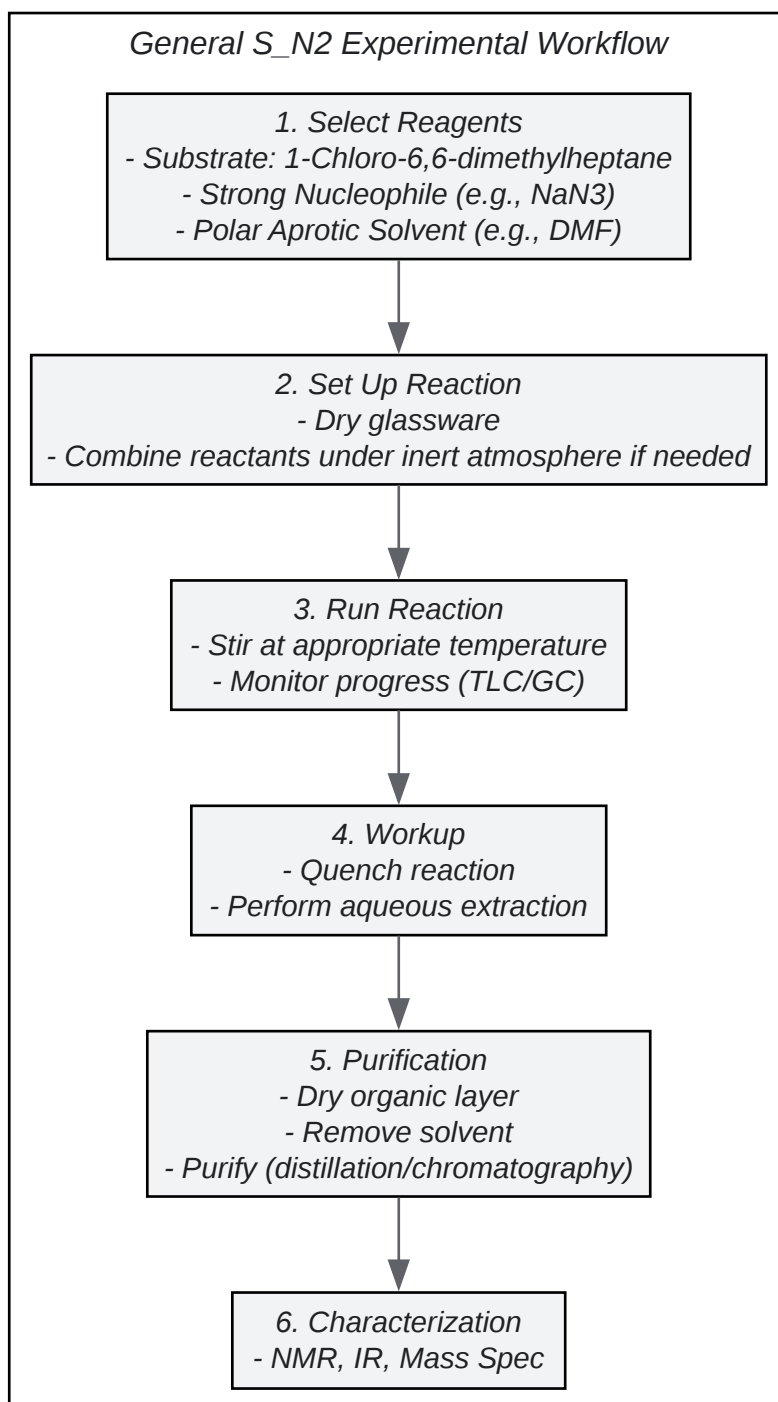 General S_N2 Experimental Workflow
1. Select Reagents
- Substrate: 1-Chloro-6,6-dimethylheptane
- Strong Nucleophile (e.g., NaN3)
- Polar Aprotic Solvent (e.g., DMF)
2. Set Up Reaction
- Dry glassware
- Combine reactants under inert atmosphere if needed
3. Run Reaction
- Stir at appropriate temperature
- Monitor progress (TLC/GC)
4. Workup
- Quench reaction
- Perform aqueous extraction
5. Purification
- Dry organic layer
- Remove solvent
- Purify (distillation/chromatography)
6. Characterization
- NMR, IR, Mass Spec